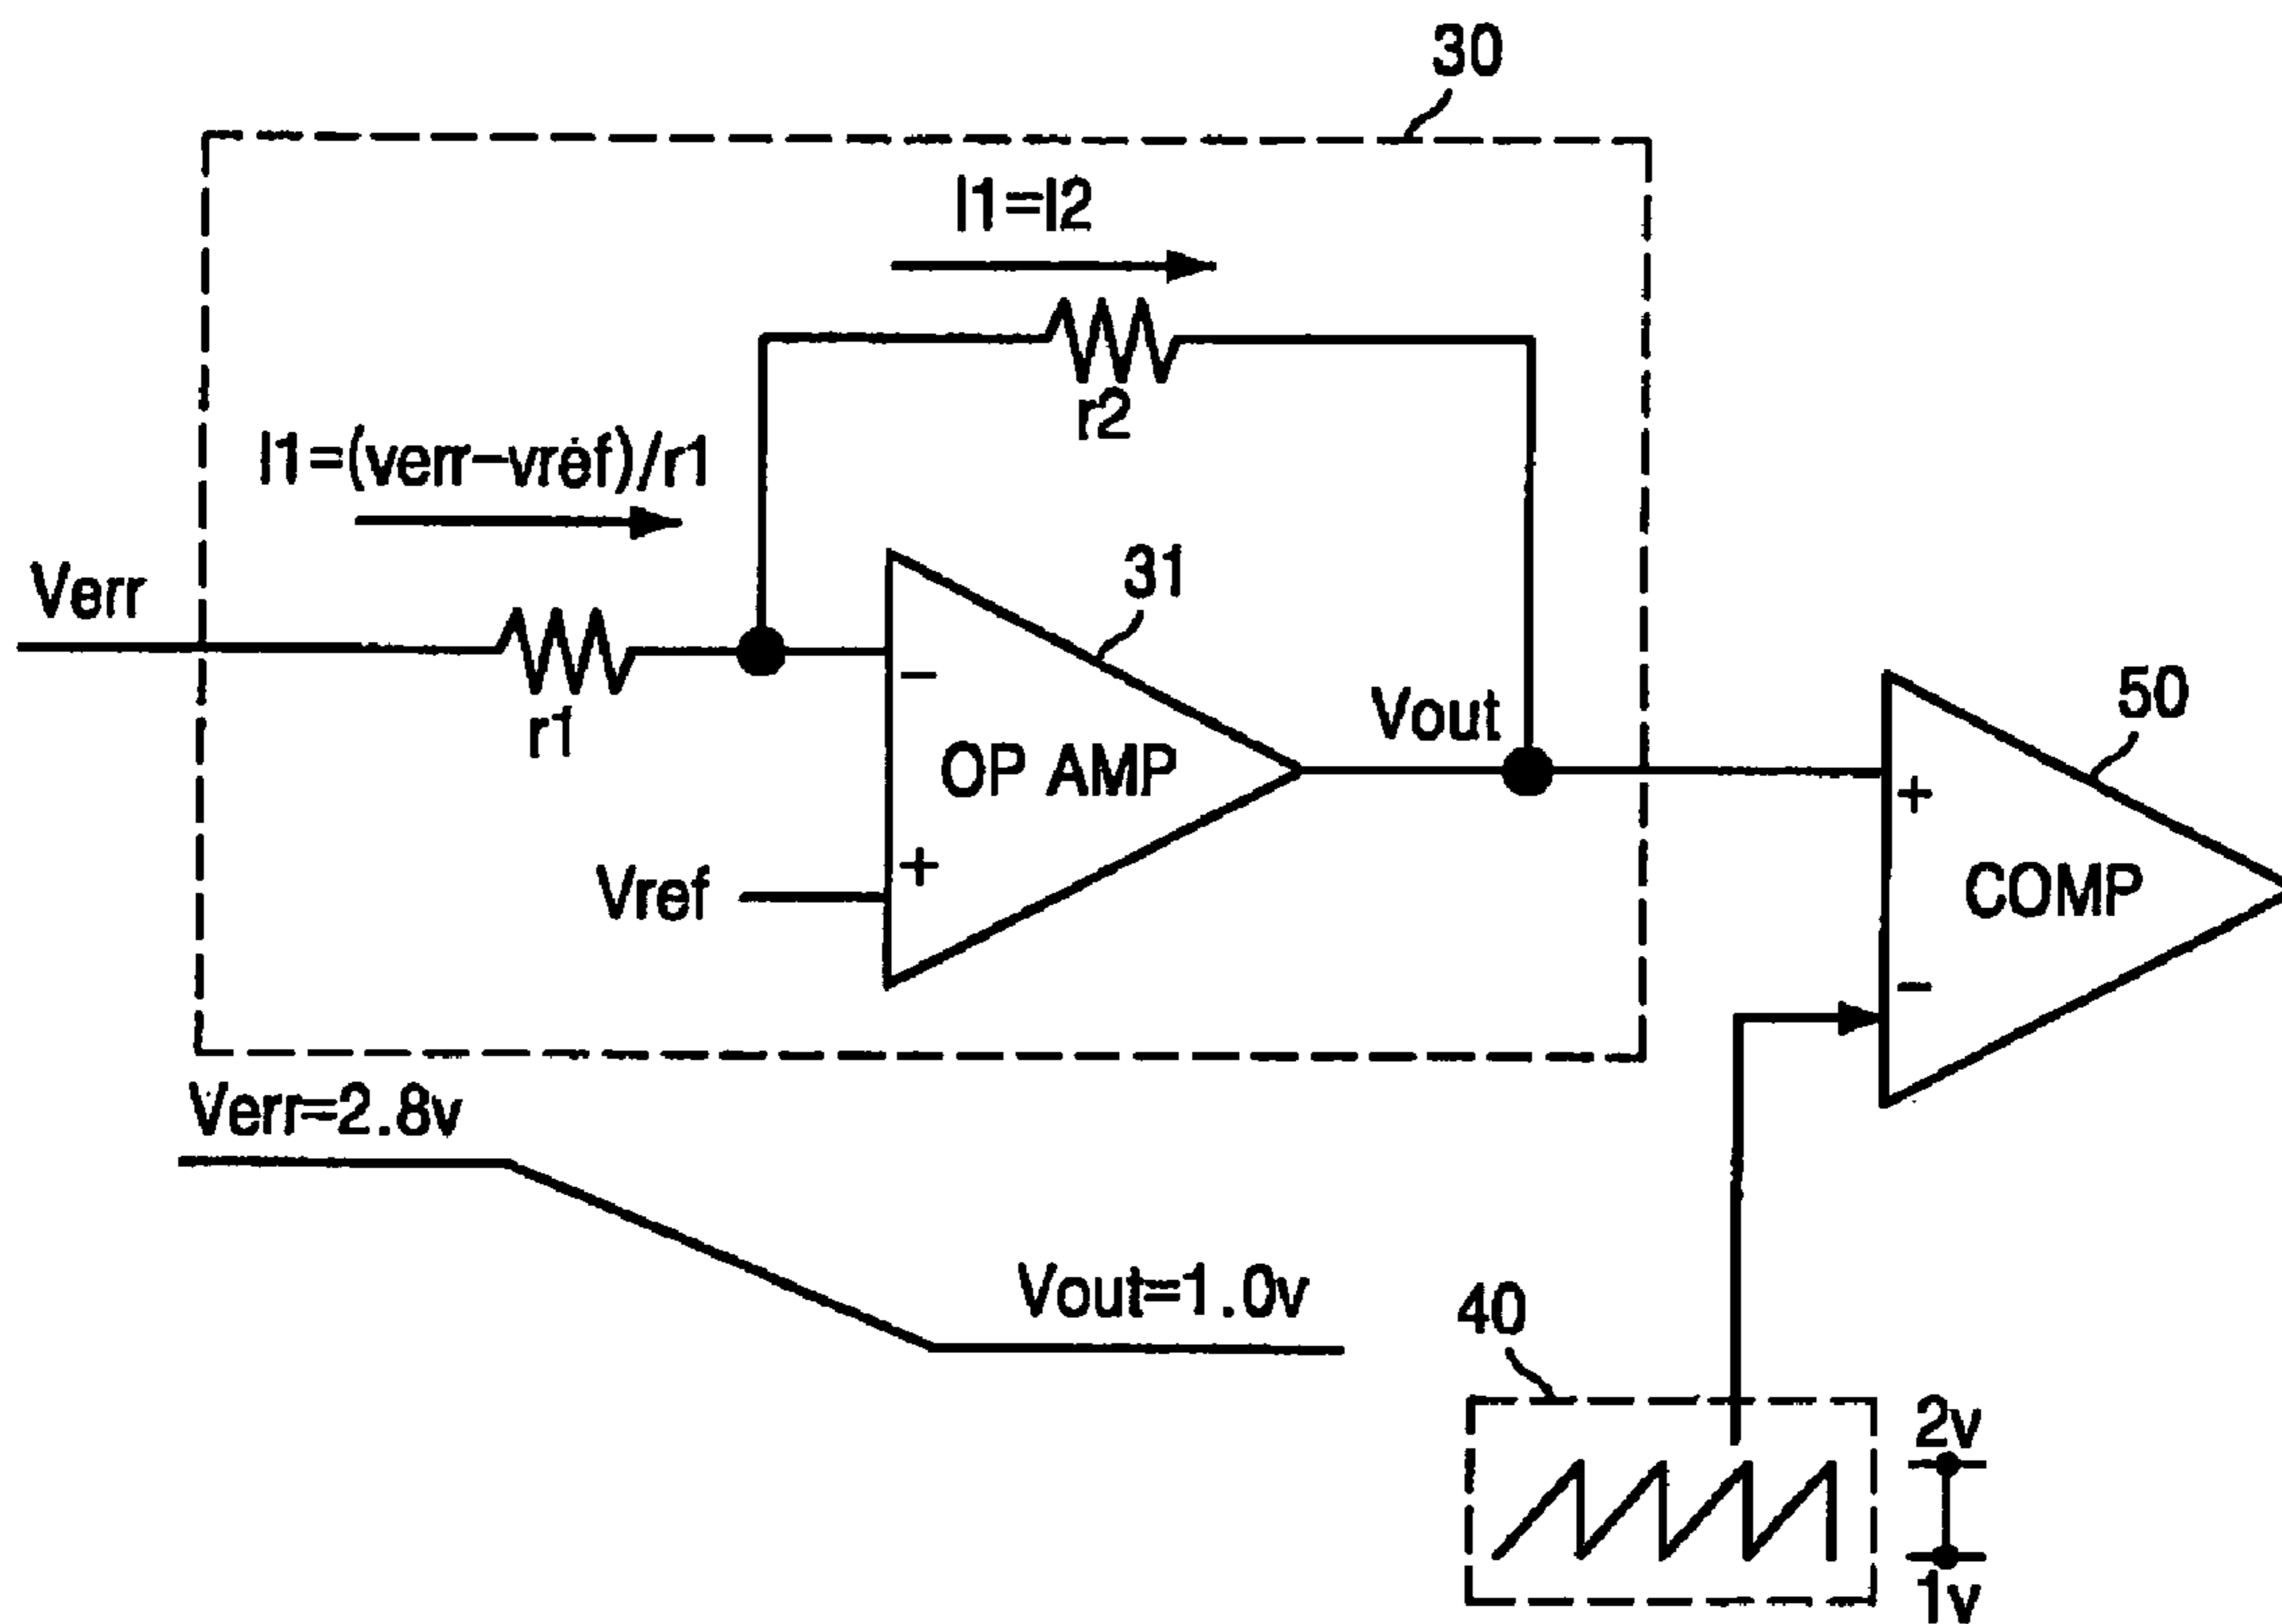 30
I1=I2
r2
I1=(verr-vref)/r1
Verr
31
r1
−
OP AMP
Vout
50
+
Vref
+
COMP
−
Verr=2.8v
Vout=1.0v
40
2v
1v